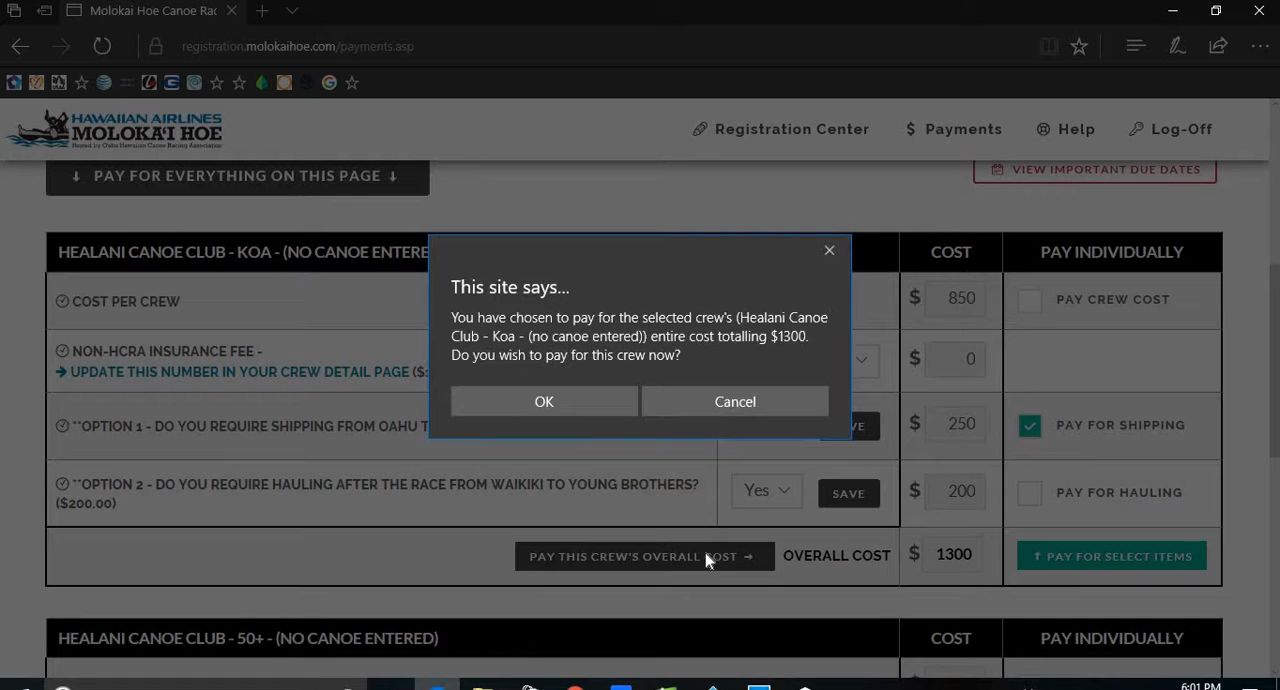 Molokai Hoe Canoe Rac
registration.molokaihoe.com/payments.asp
HAWAIIAN AIRLINES
MOLOKA'I HOE
Hosted by Oahu Hawaiian Canoe Racing Association
Registration Center
$ Payments
Help
Log-Off
↓ PAY FOR EVERYTHING ON THIS PAGE ↓
VIEW IMPORTANT DUE DATES
HEALANI CANOE CLUB - KOA - (NO CANOE ENTERE
COST
PAY INDIVIDUALLY
This site says...
You have chosen to pay for the selected crew's (Healani Canoe
Club - Koa - (no canoe entered)) entire cost totalling $1300.
Do you wish to pay for this crew now?
OK
Cancel
COST PER CREW
$ 850
PAY CREW COST
NON-HCRA INSURANCE FEE -
→ UPDATE THIS NUMBER IN YOUR CREW DETAIL PAGE ($
$ 0
**OPTION 1 - DO YOU REQUIRE SHIPPING FROM OAHU T
VE
$ 250
PAY FOR SHIPPING
**OPTION 2 - DO YOU REQUIRE HAULING AFTER THE RACE FROM WAIKIKI TO YOUNG BROTHERS?
($200.00)
Yes
SAVE
$ 200
PAY FOR HAULING
PAY THIS CREW'S OVERALL COST →
OVERALL COST
$ 1300
↑ PAY FOR SELECT ITEMS
HEALANI CANOE CLUB - 50+ - (NO CANOE ENTERED)
COST
PAY INDIVIDUALLY
6:01 PM